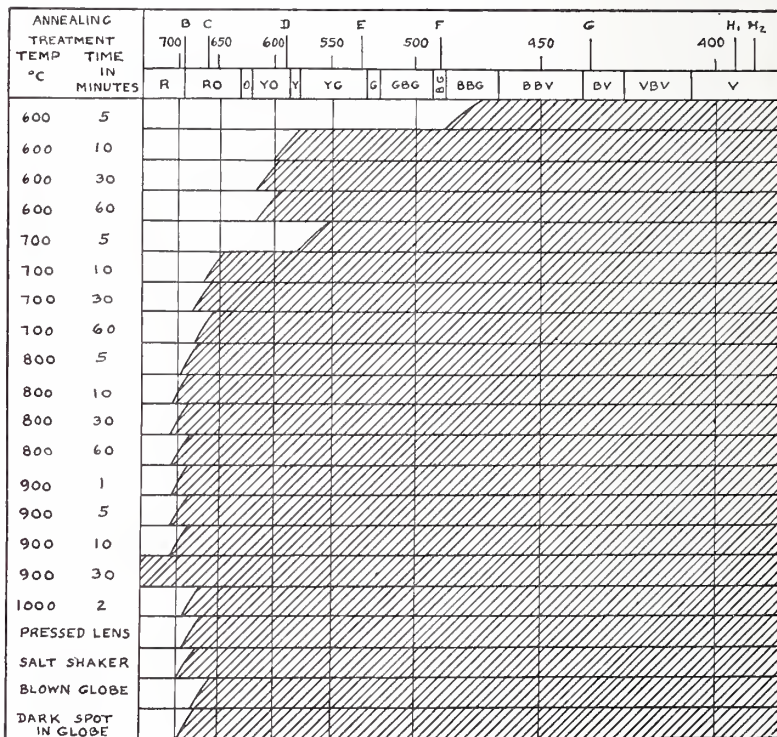 ANNEALING
TREATMENT
TEMP TIME
°C IN
MINUTES
B C D E F G H₁ H₂
700 650 600 550 500 450 400
R RO O YO Y YG G GBG BG BBG BBV BV VBV V
600 5
600 10
600 30
600 60
700 5
700 10
700 30
700 60
800 5
800 10
800 30
800 60
900 1
900 5
900 10
900 30
1000 2
PRESSED LENS
SALT SHAKER
BLOWN GLOBE
DARK SPOT
IN GLOBE